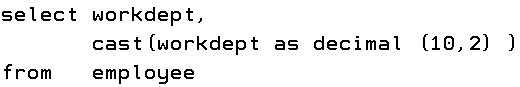 select workdept,
       cast(workdept as decimal (10,2) )
from   employee